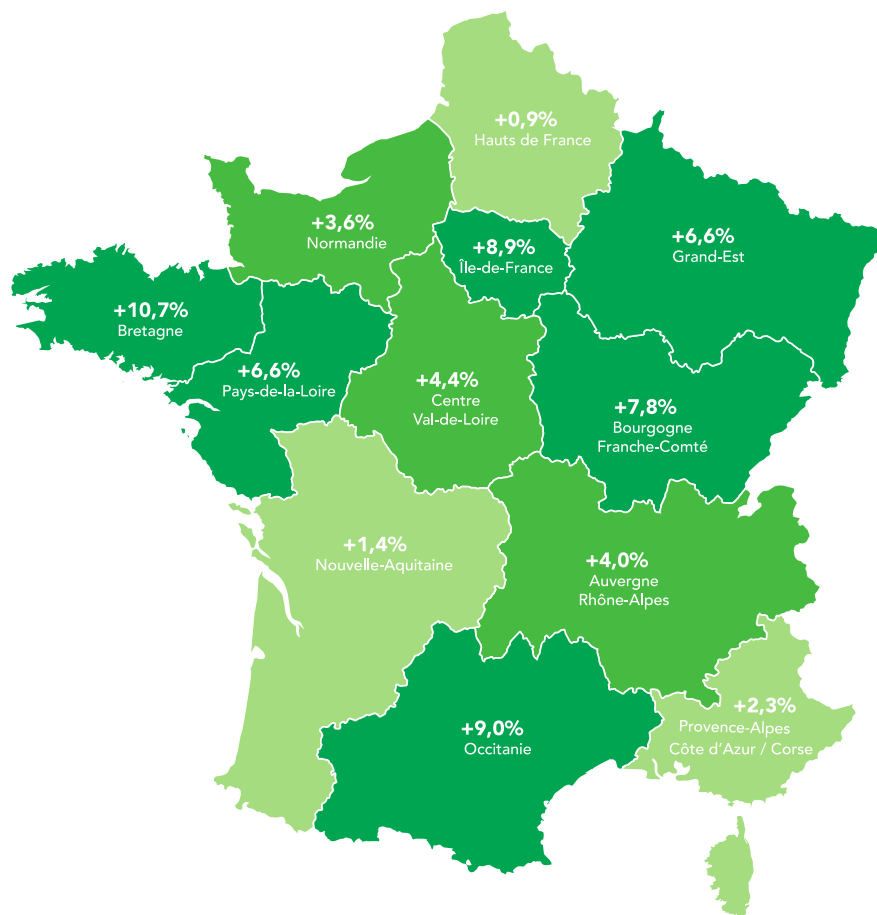 +0,9%
Hauts de France
+3,6%
Normandie
+8,9%
Île-de-France
+6,6%
Grand-Est
+10,7%
Bretagne
+6,6%
Pays-de-la-Loire
+4,4%
Centre
Val-de-Loire
+7,8%
Bourgogne
Franche-Comté
+1,4%
Nouvelle-Aquitaine
+4,0%
Auvergne
Rhône-Alpes
+9,0%
Occitanie
+2,3%
Provence-Alpes
Côte d'Azur / Corse